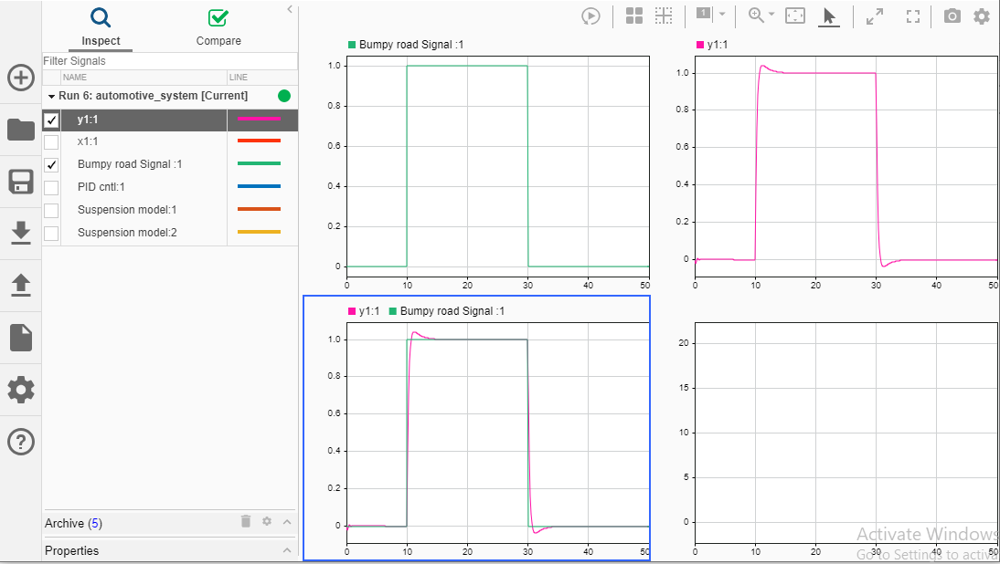 Inspect
Compare
Filter Signals
NAME
LINE
Run 6: automotive_system [Current]
y1:1
x1:1
Bumpy road Signal :1
PID cntl:1
Suspension model:1
Suspension model:2
Archive (5)
Properties
1
Bumpy road Signal :1
1.0
0.8
0.6
0.4
0.2
0
0 10 20 30 40 50
y1:1
1.0
0.8
0.6
0.4
0.2
0
0 10 20 30 40 50
y1:1 Bumpy road Signal :1
1.0
0.8
0.6
0.4
0.2
0
0 10 20 30 40 50
20
15
10
5
0
0 10 20 30 40 50
Activate Windows
Go to Settings to activa